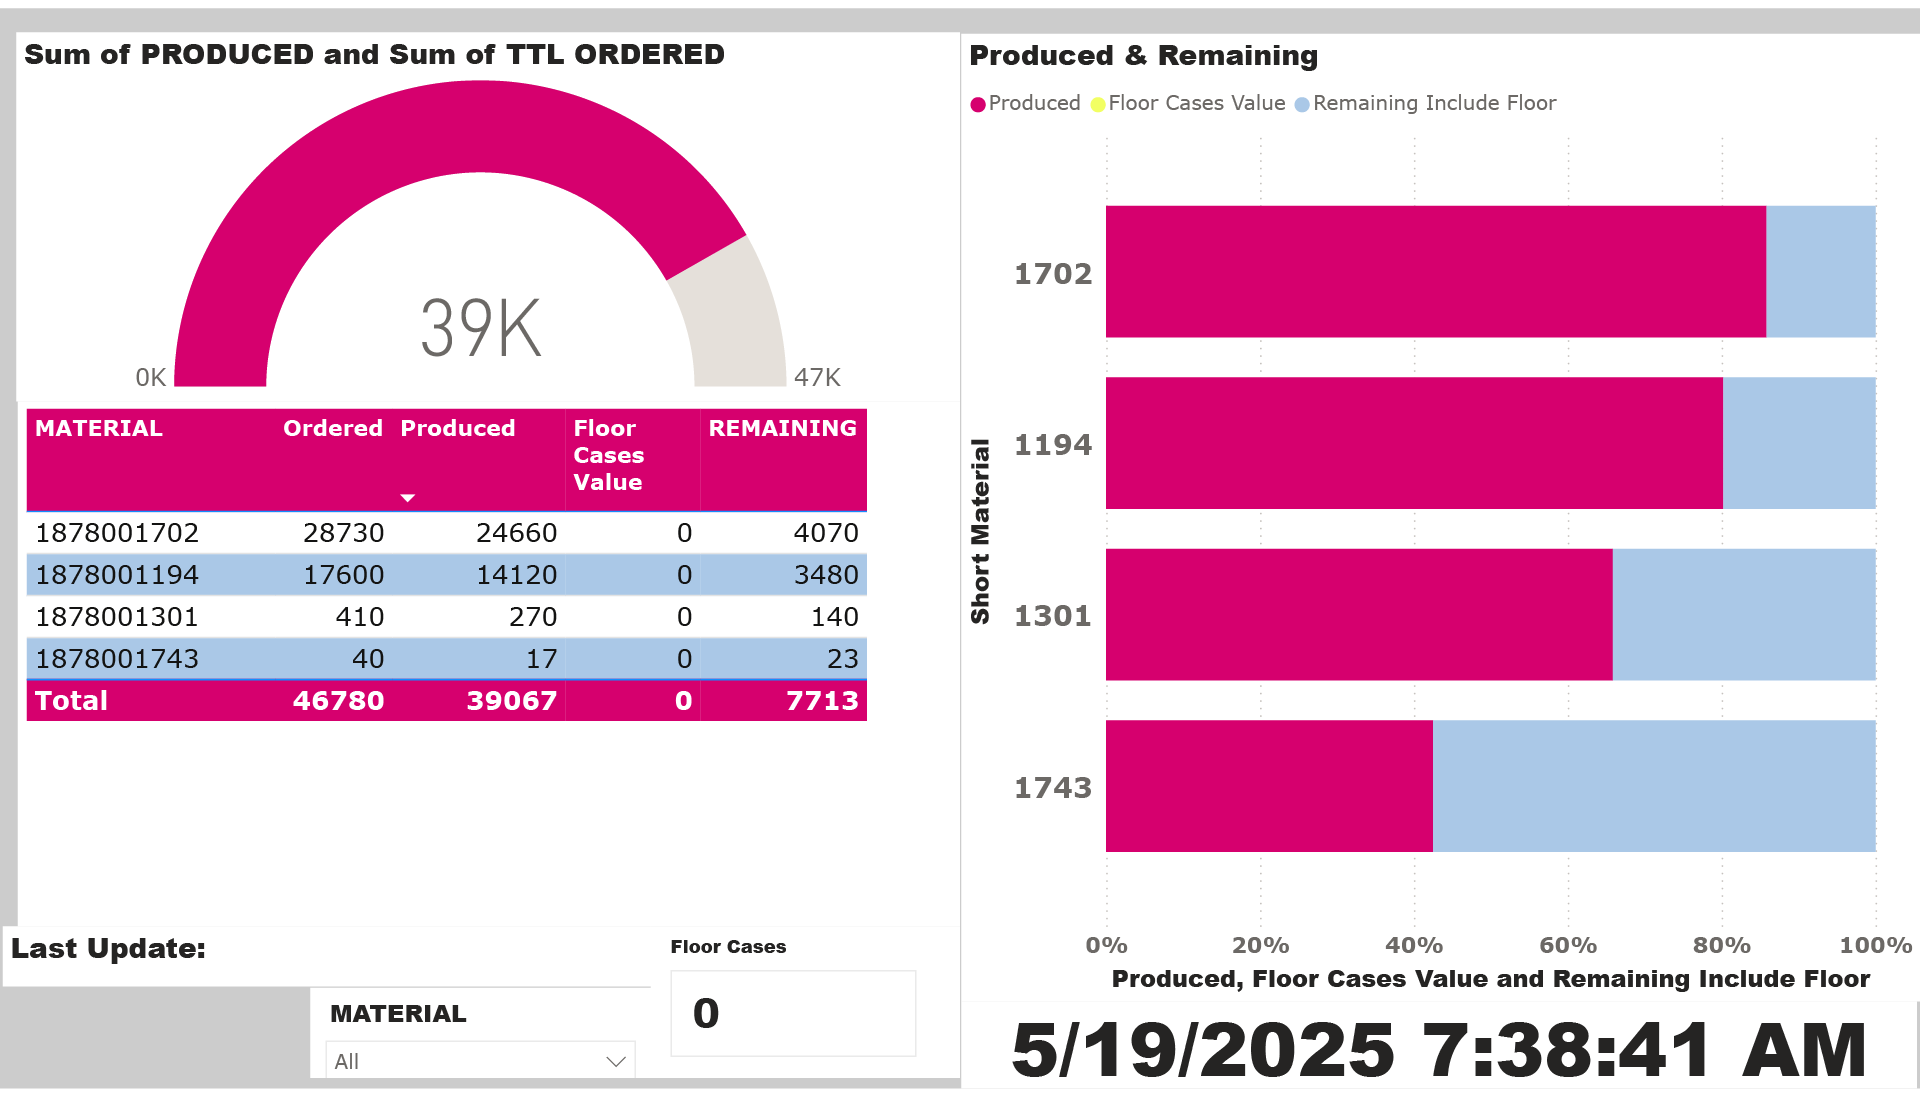 Sum of PRODUCED and Sum of TTL ORDERED
39K
0K
47K
MATERIAL Ordered Produced Floor Cases Value REMAINING
1878001702 28730 24660 0 4070
1878001194 17600 14120 0 3480
1878001301 410 270 0 140
1878001743 40 17 0 23
Total 46780 39067 0 7713
Last Update:
MATERIAL
All
Floor Cases
0
Produced & Remaining
Produced Floor Cases Value Remaining Include Floor
Short Material
1702
1194
1301
1743
0% 20% 40% 60% 80% 100%
Produced, Floor Cases Value and Remaining Include Floor
5/19/2025 7:38:41 AM